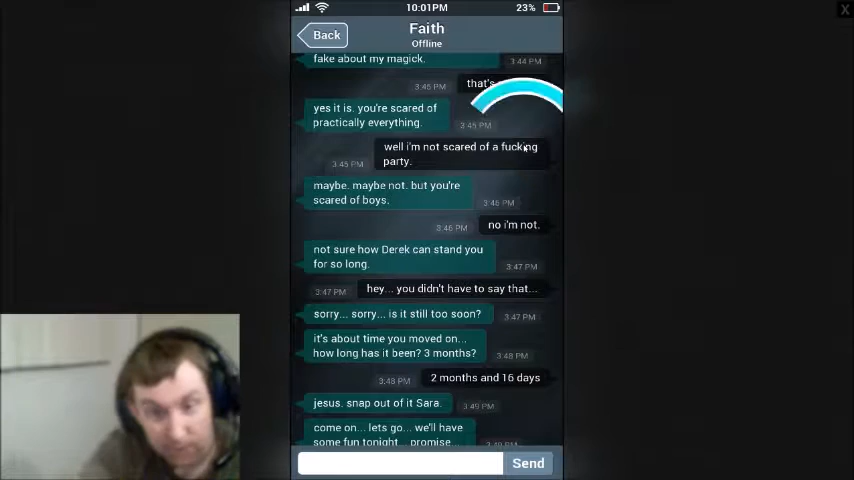 10:01PM
23%
X
Back
Faith
Offline
fake about my magick.
3:44 PM
that's
3:45 PM
yes it is. you're scared of
practically everything.
3:45 PM
well i'm not scared of a fucking
party.
3:45 PM
maybe. maybe not. but you're
scared of boys.
3:46 PM
no i'm not.
3:46 PM
not sure how Derek can stand you
for so long.
3:47 PM
hey... you didn't have to say that...
3:47 PM
sorry... sorry... is it still too soon?
3:47 PM
it's about time you moved on...
how long has it been? 3 months?
3:48 PM
2 months and 16 days
3:48 PM
jesus. snap out of it Sara.
3:49 PM
come on... lets go... we'll have
some fun tonight... promise...
3:49 PM
Send